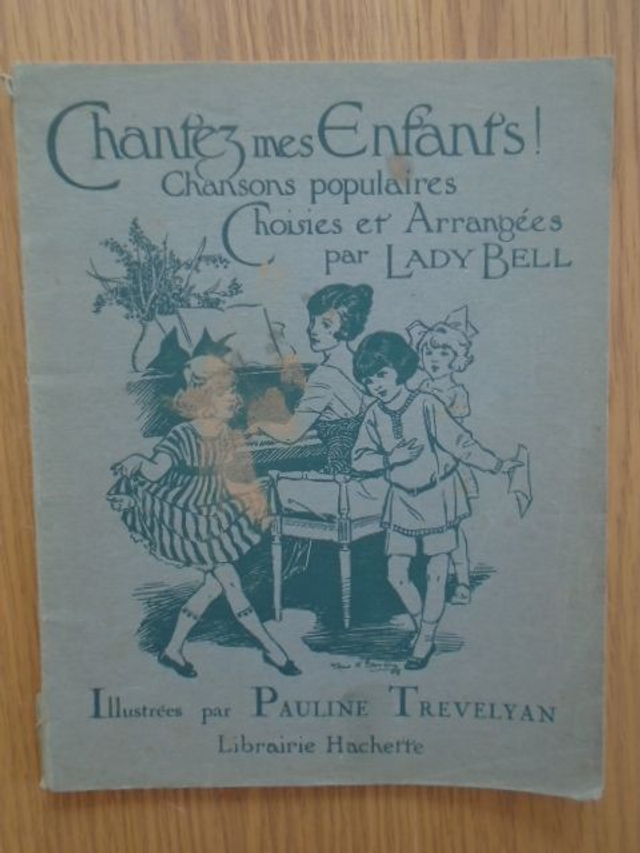 Chantez mes Enfants!
Chansons populaires
Choisies et Arrangées
par LADY BELL
Illustrées par PAULINE TREVELYAN
Librairie Hachette